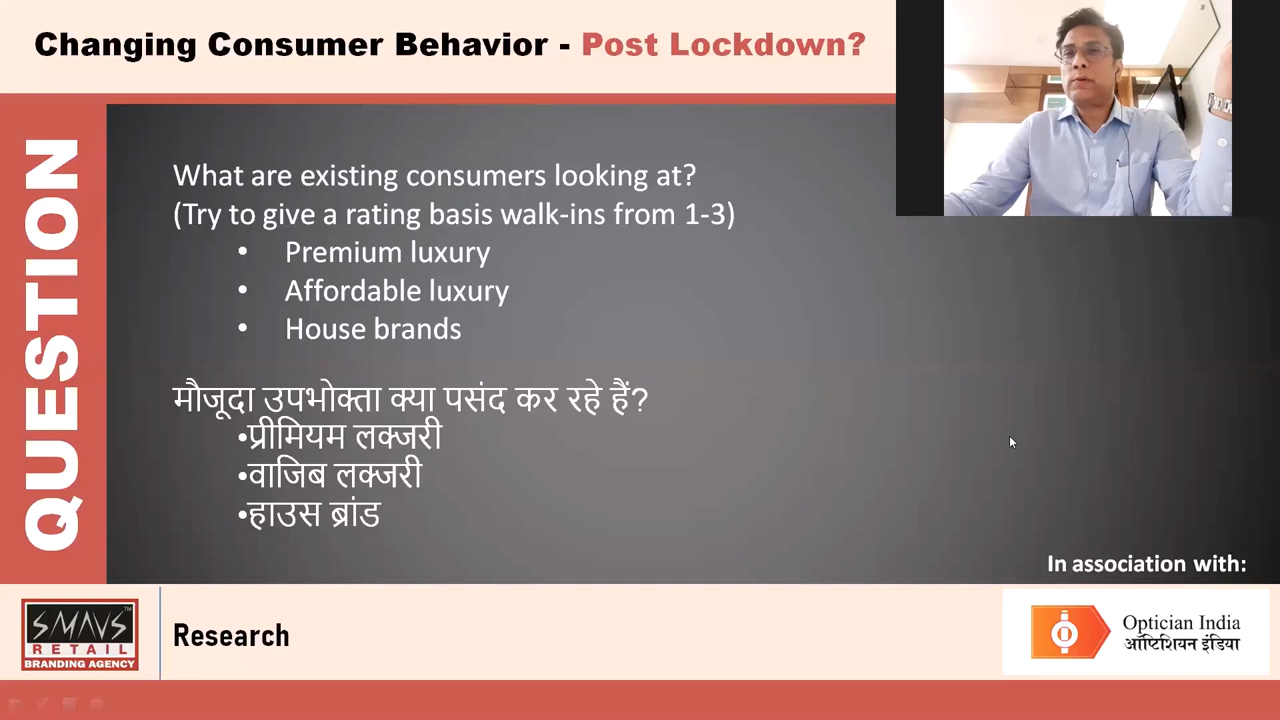 Changing Consumer Behavior - Post Lockdown?
QUESTION
What are existing consumers looking at?
(Try to give a rating basis walk-ins from 1-3)
• Premium luxury
• Affordable luxury
• House brands
मौजूदा उपभोक्ता क्या पसंद कर रहे हैं?
•प्रीमियम लक्जरी
•वाजिब लक्जरी
•हाउस ब्रांड
In association with:
SMAVS™
RETAIL
BRANDING AGENCY
Research
Optician India
ऑप्टिशियन इंडिया